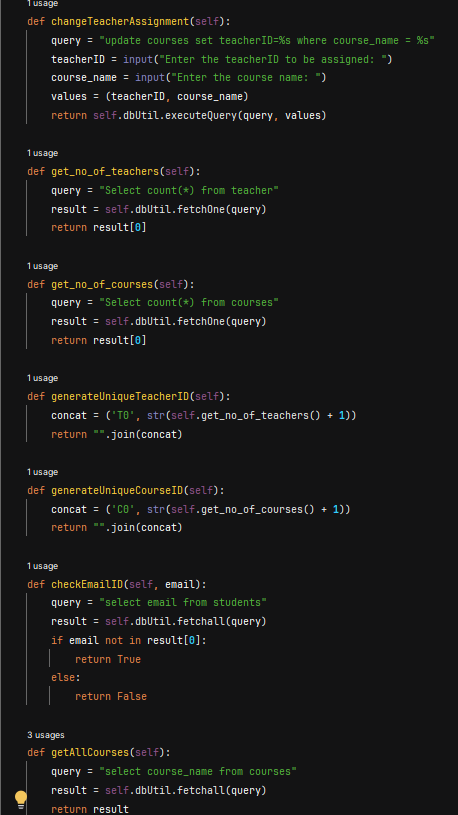 1 usage
def changeTeacherAssignment(self):
    query = "update courses set teacherID=%s where course_name = %s"
    teacherID = input("Enter the teacherID to be assigned: ")
    course_name = input("Enter the course name: ")
    values = (teacherID, course_name)
    return self.dbUtil.executeQuery(query, values)
1 usage
def get_no_of_teachers(self):
    query = "Select count(*) from teacher"
    result = self.dbUtil.fetchOne(query)
    return result[0]
1 usage
def get_no_of_courses(self):
    query = "Select count(*) from courses"
    result = self.dbUtil.fetchOne(query)
    return result[0]
1 usage
def generateUniqueTeacherID(self):
    concat = ('T0', str(self.get_no_of_teachers() + 1))
    return "".join(concat)
1 usage
def generateUniqueCourseID(self):
    concat = ('C0', str(self.get_no_of_courses() + 1))
    return "".join(concat)
1 usage
def checkEmailID(self, email):
    query = "select email from students"
    result = self.dbUtil.fetchall(query)
    if email not in result[0]:
        return True
    else:
        return False
3 usages
def getAllCourses(self):
    query = "select course_name from courses"
    result = self.dbUtil.fetchall(query)
    return result